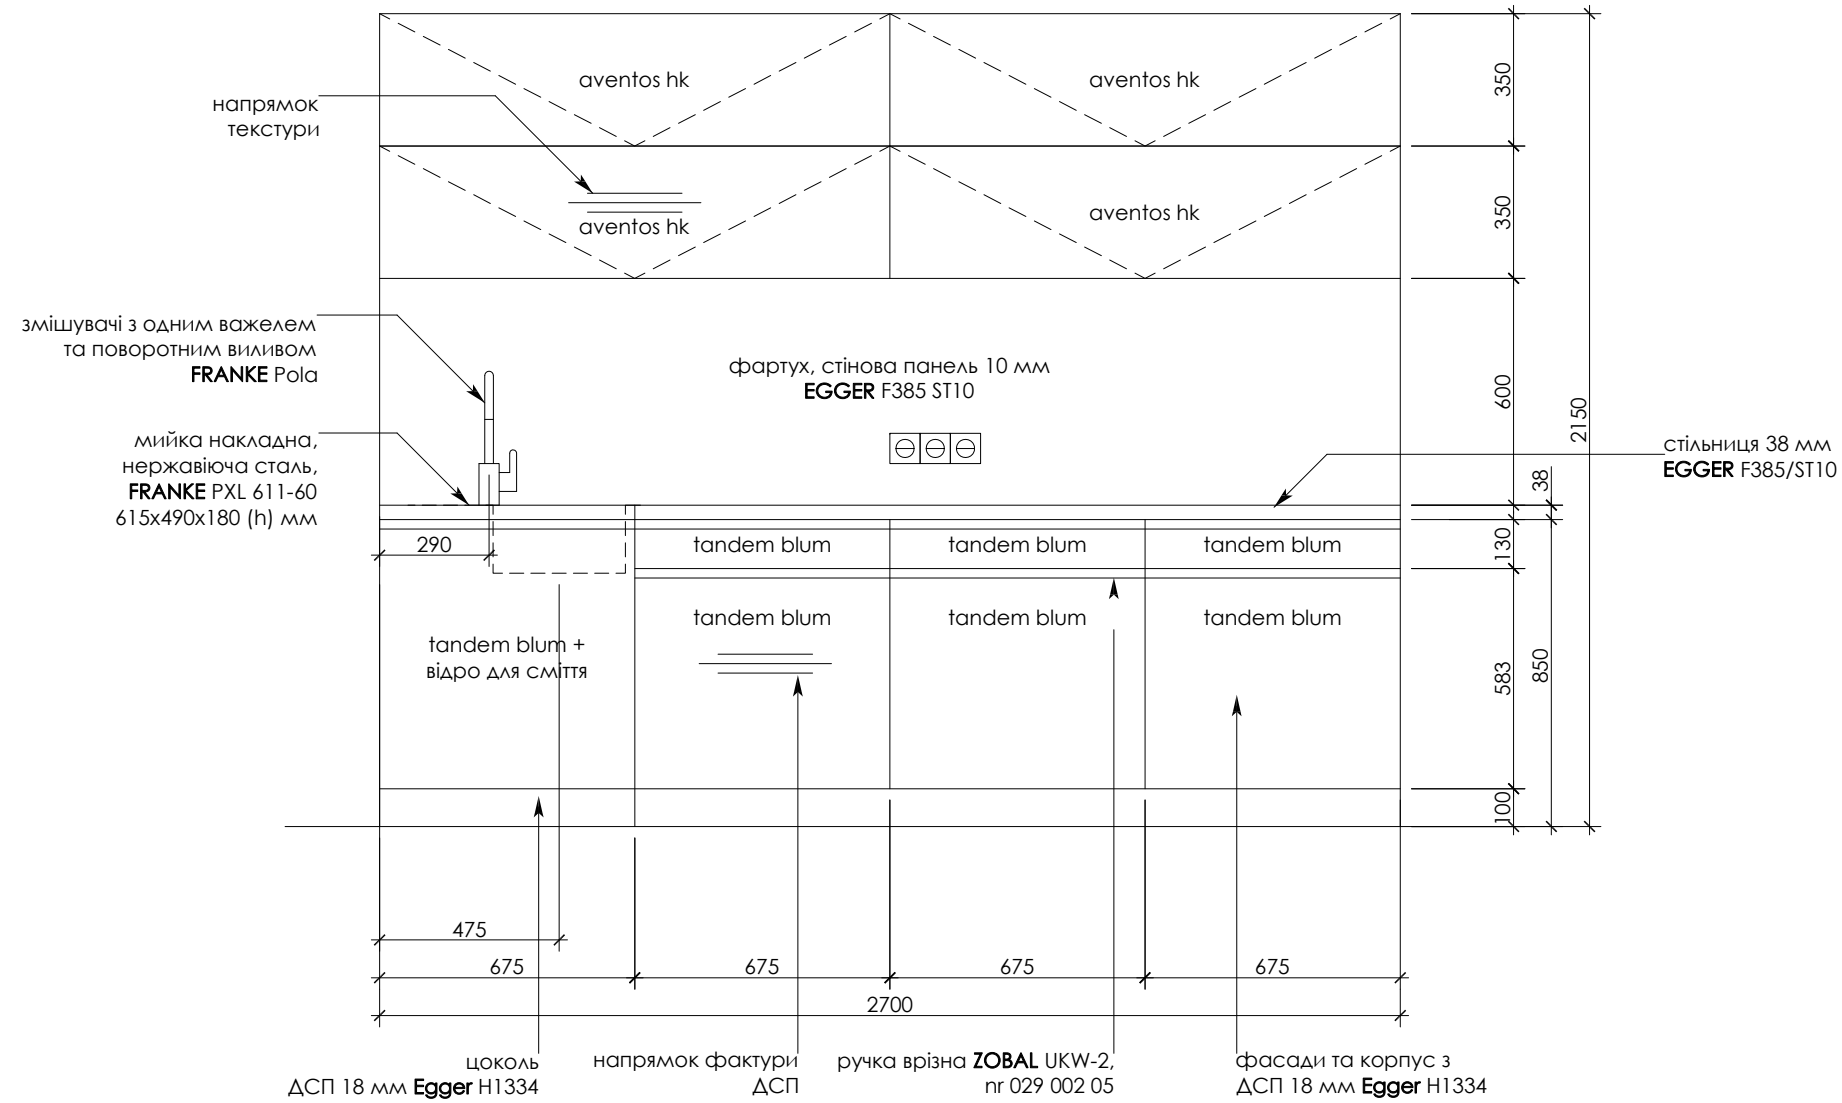 aventos hk
aventos hk
350
напрямок
текстури
aventos hk
aventos hk
350
змішувачі з одним важелем
та поворотним виливом
FRANKE Pola
фартух, стінова панель 10 мм
EGGER F385 ST10
600
2150
мийка накладна,
нержавіюча сталь,
FRANKE PXL 611-60
615x490x180 (h) мм
стільниця 38 мм
EGGER F385/ST10
38
290
tandem blum
tandem blum
tandem blum
130
tandem blum
tandem blum
tandem blum
tandem blum +
відро для сміття
583
850
100
475
675
675
675
675
2700
цоколь
ДСП 18 мм Egger H1334
напрямок фактури
ДСП
ручка врізна ZOBAL UKW-2,
nr 029 002 05
фасади та корпус з
ДСП 18 мм Egger H1334